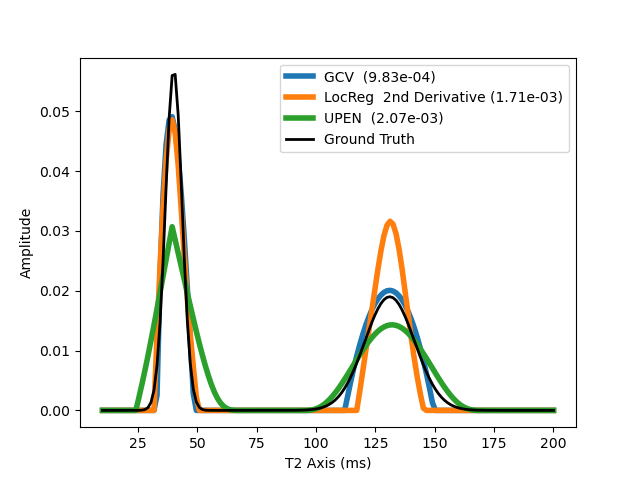 GCV  (9.83e-04)
LocReg  2nd Derivative (1.71e-03)
UPEN  (2.07e-03)
Ground Truth
0.05
0.04
0.03
0.02
0.01
0.00
Amplitude
25 50 75 100 125 150 175 200
T2 Axis (ms)